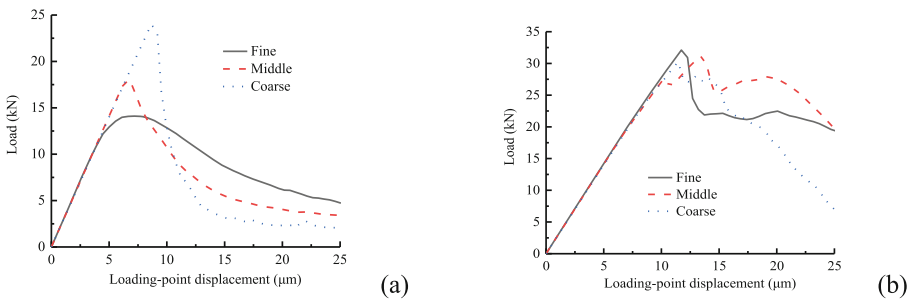 25
20
15
10
5
0
Load (kN)
Fine
Middle
Coarse
0 5 10 15 20 25
Loading-point displacement (μm)
(a)
35
30
25
20
15
10
5
0
Load (kN)
Fine
Middle
Coarse
0 5 10 15 20 25
Loading-point displacement (μm)
(b)